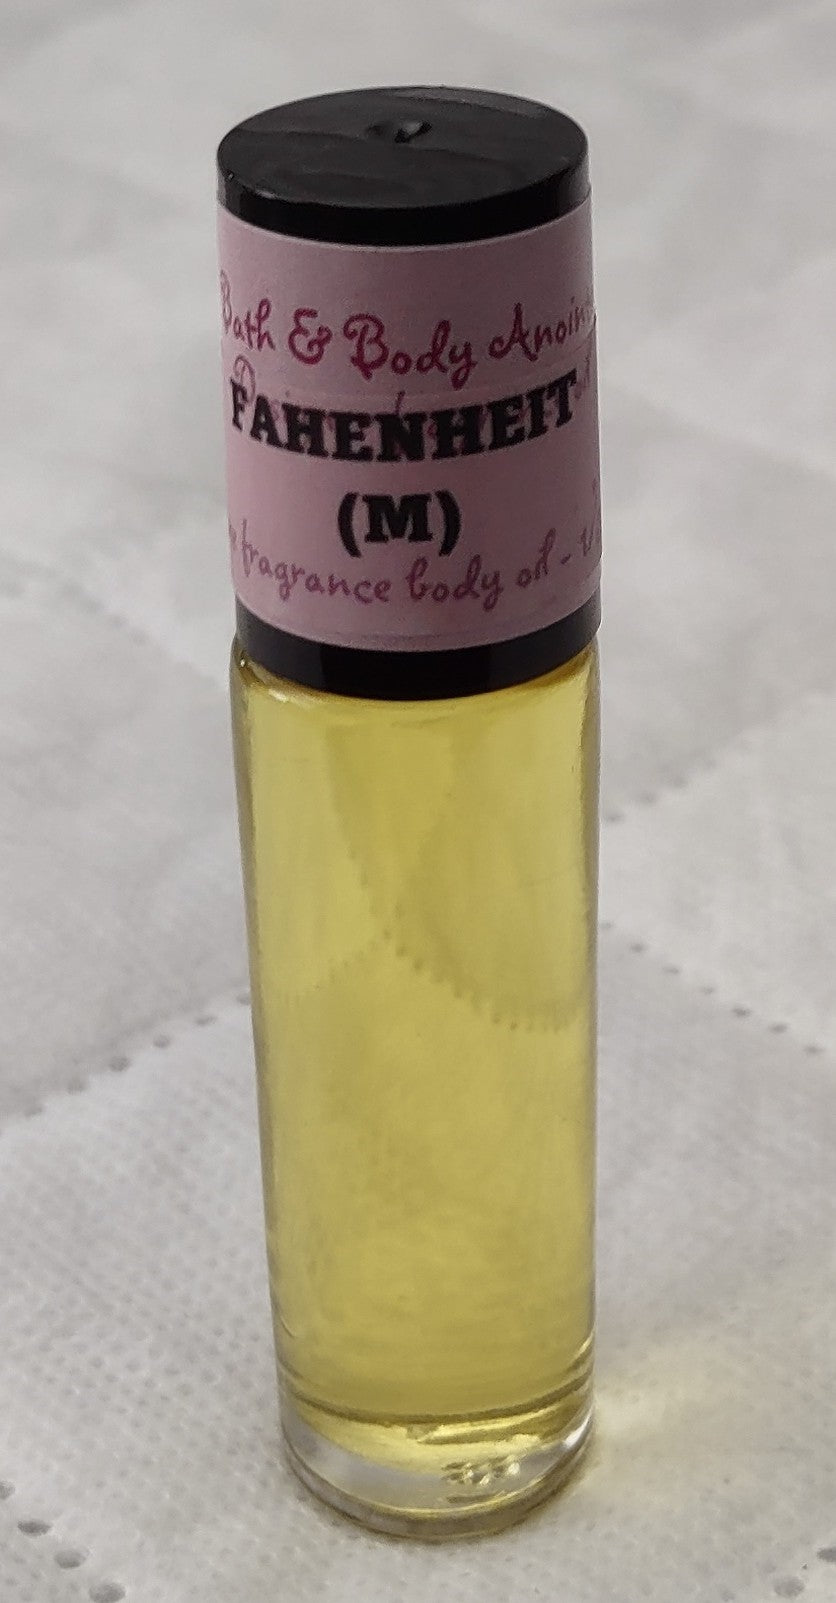 Bath & Body Anoin
FAHENHEIT
(M)
fragrance body oil -